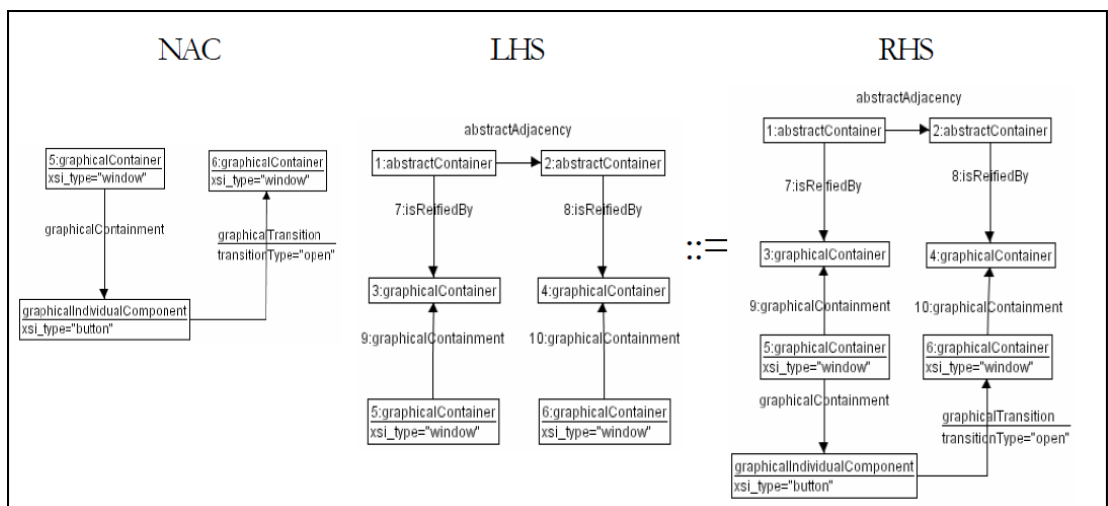 NAC
LHS
RHS
5:graphicalContainer
xsi_type="window"
6:graphicalContainer
xsi_type="window"
graphicalContainment
graphicalTransition
transitionType="open"
graphicalIndividualComponent
xsi_type="button"
abstractAdjacency
1:abstractContainer
2:abstractContainer
7:isReifiedBy
8:isReifiedBy
3:graphicalContainer
4:graphicalContainer
9:graphicalContainment
10:graphicalContainment
5:graphicalContainer
xsi_type="window"
6:graphicalContainer
xsi_type="window"
::=
abstractAdjacency
1:abstractContainer
2:abstractContainer
7:isReifiedBy
8:isReifiedBy
3:graphicalContainer
4:graphicalContainer
9:graphicalContainment
10:graphicalContainment
5:graphicalContainer
xsi_type="window"
6:graphicalContainer
xsi_type="window"
graphicalContainment
graphicalTransition
transitionType="open"
graphicalIndividualComponent
xsi_type="button"